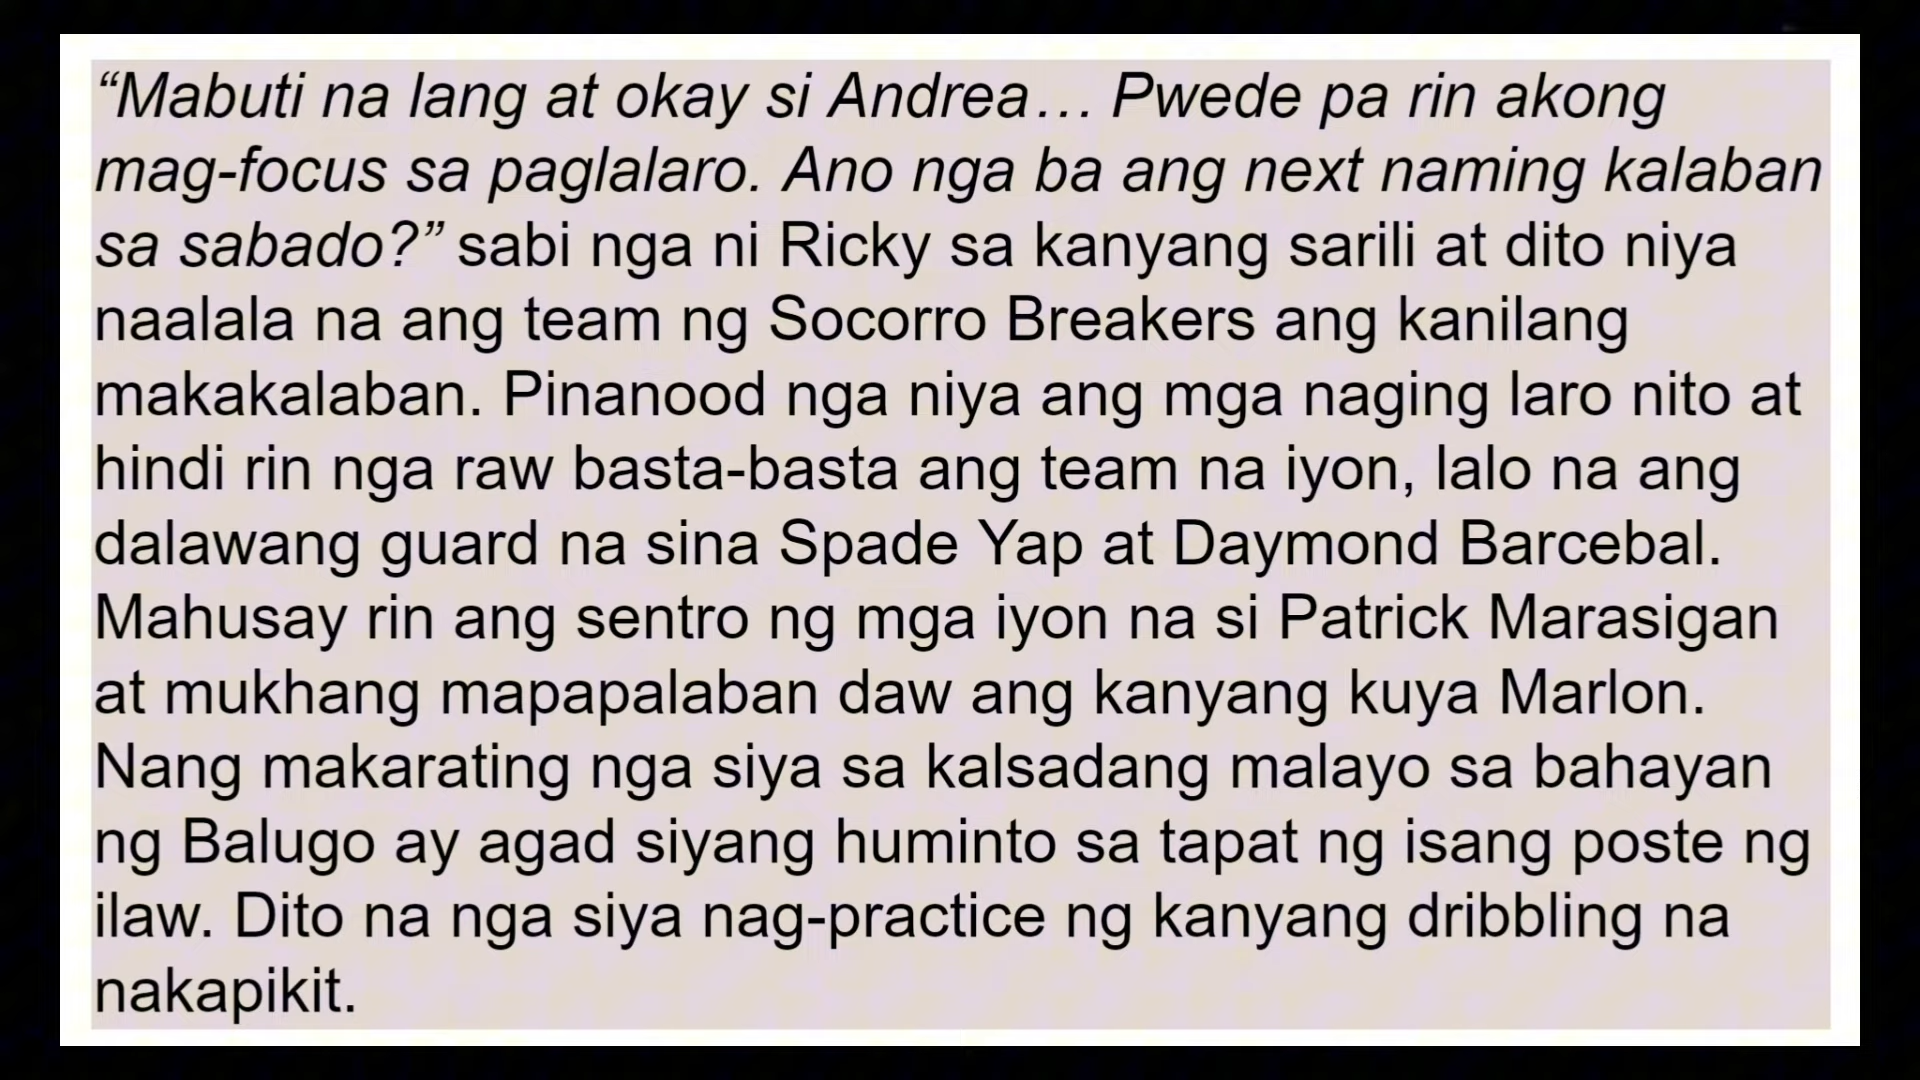 “Mabuti na lang at okay si Andrea… Pwede pa rin akong
mag-focus sa paglalaro. Ano nga ba ang next naming kalaban
sa sabado?” sabi nga ni Ricky sa kanyang sarili at dito niya
naalala na ang team ng Socorro Breakers ang kanilang
makakalaban. Pinanood nga niya ang mga naging laro nito at
hindi rin nga raw basta-basta ang team na iyon, lalo na ang
dalawang guard na sina Spade Yap at Daymond Barcebal.
Mahusay rin ang sentro ng mga iyon na si Patrick Marasigan
at mukhang mapapalaban daw ang kanyang kuya Marlon.
Nang makarating nga siya sa kalsadang malayo sa bahayan
ng Balugo ay agad siyang huminto sa tapat ng isang poste ng
ilaw. Dito na nga siya nag-practice ng kanyang dribbling na
nakapikit.